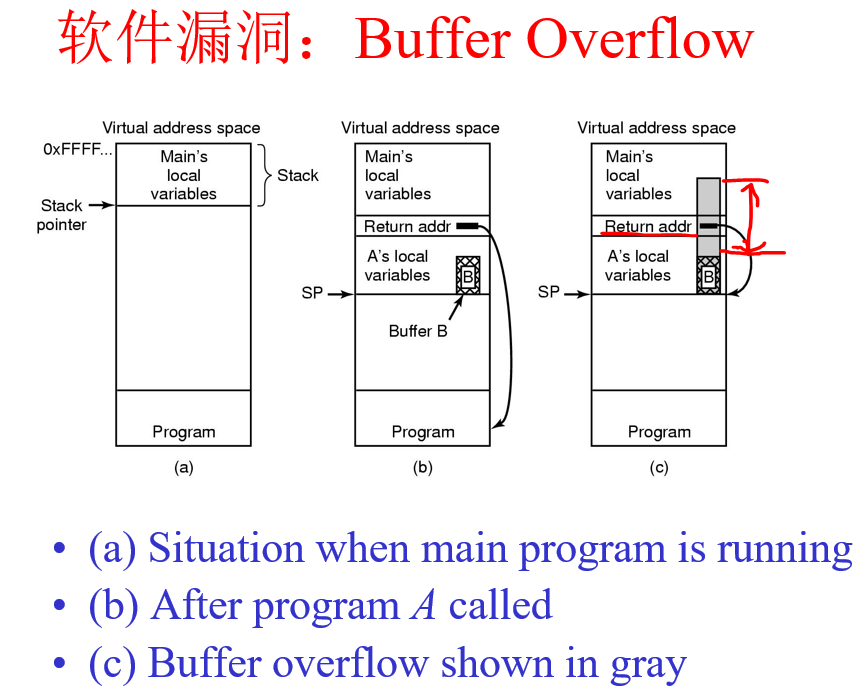 软件漏洞：Buffer Overflow
Virtual address space
0xFFFF...
Main's
local
variables
Stack
Stack
pointer
Program
(a)
Virtual address space
Main's
local
variables
Return addr
A's local
variables
B
SP
Buffer B
Program
(b)
Virtual address space
Main's
local
variables
Return addr
A's local
variables
B
SP
Program
(c)
• (a) Situation when main program is running
• (b) After program A called
• (c) Buffer overflow shown in gray